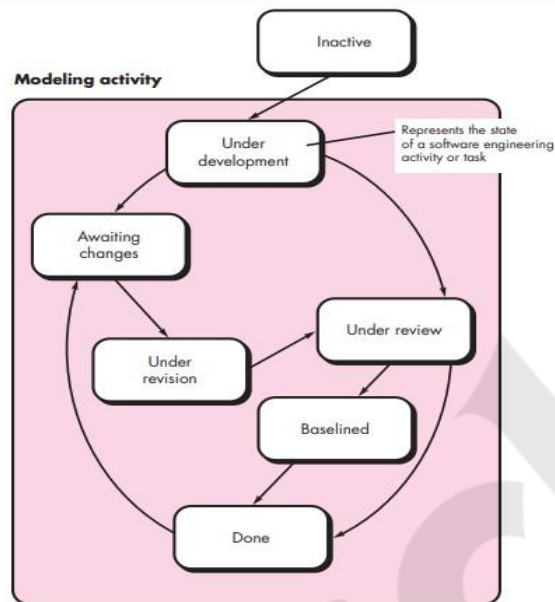 Inactive
Modeling activity
Under
development
Represents the state
of a software engineering
activity or task
Awaiting
changes
Under review
Under
revision
Baselined
Done